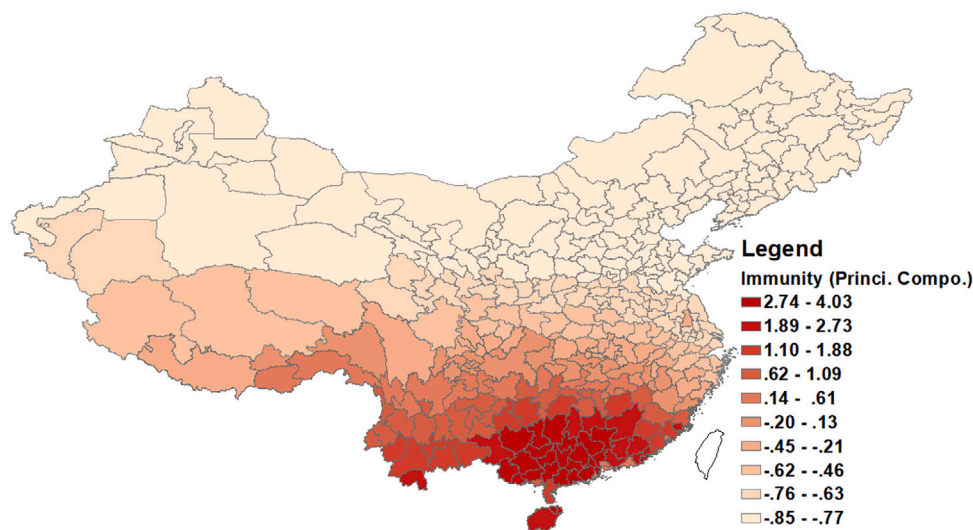 Legend
Immunity (Princi. Compo.)
2.74 - 4.03
1.89 - 2.73
1.10 - 1.88
.62 - 1.09
.14 - .61
-.20 - .13
-.45 - -.21
-.62 - -.46
-.76 - -.63
-.85 - -.77